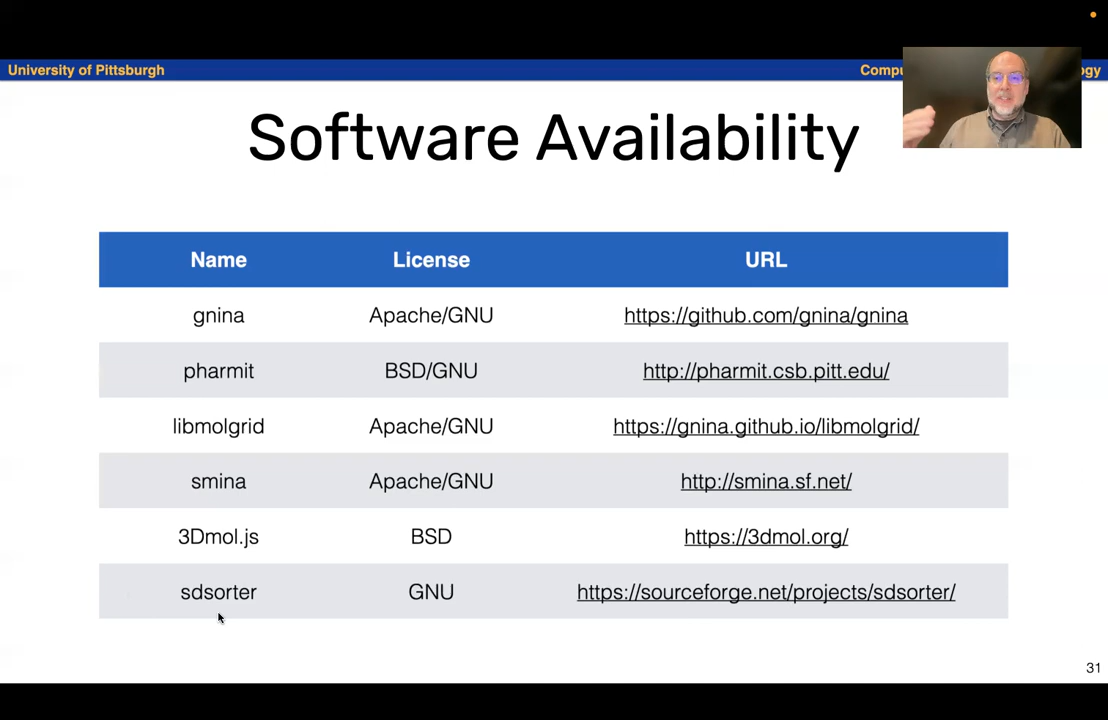 University of Pittsburgh
Compu
ogy
Software Availability
Name License URL
gnina Apache/GNU https://github.com/gnina/gnina
pharmit BSD/GNU http://pharmit.csb.pitt.edu/
libmolgrid Apache/GNU https://gnina.github.io/libmolgrid/
smina Apache/GNU http://smina.sf.net/
3Dmol.js BSD https://3dmol.org/
sdsorter GNU https://sourceforge.net/projects/sdsorter/
31